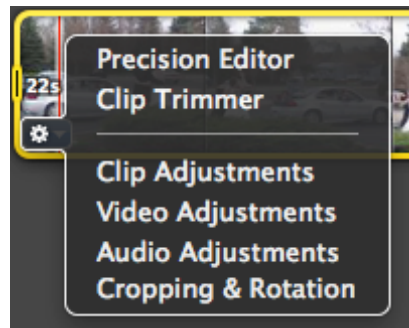 Precision Editor
22s
Clip Trimmer
Clip Adjustments
Video Adjustments
Audio Adjustments
Cropping & Rotation